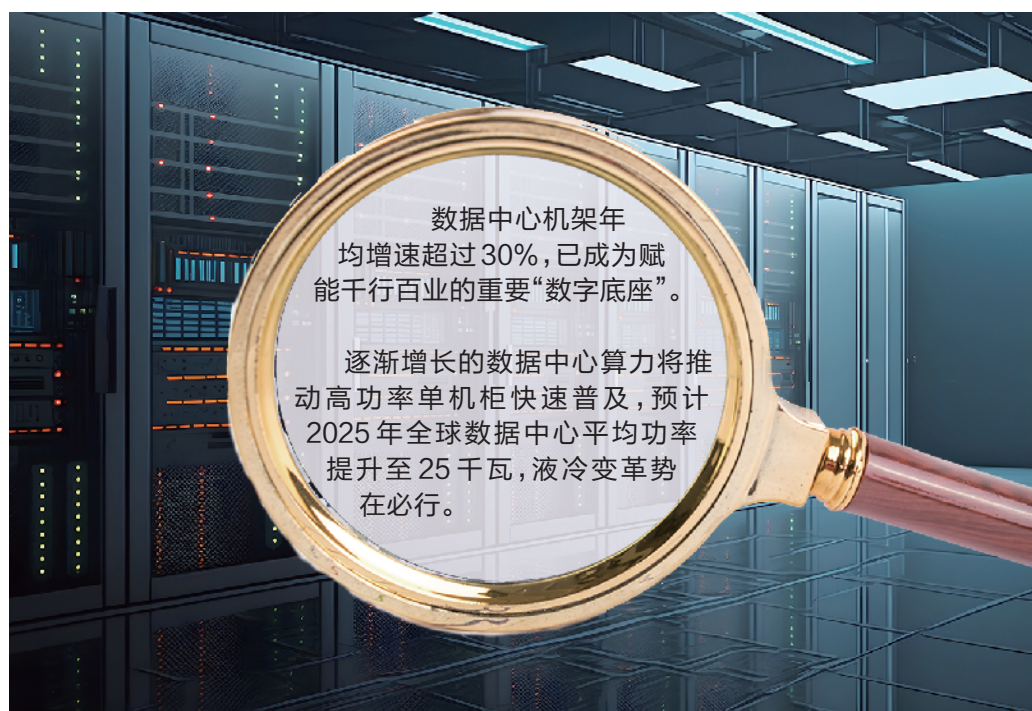 数据中心机架年
均增速超过30%,已成为赋
能千行百业的重要“数字底座”。
逐渐增长的数据中心算力将推
动高功率单机柜快速普及,预计
2025年全球数据中心平均功率
提升至25千瓦,液冷变革势
在必行。